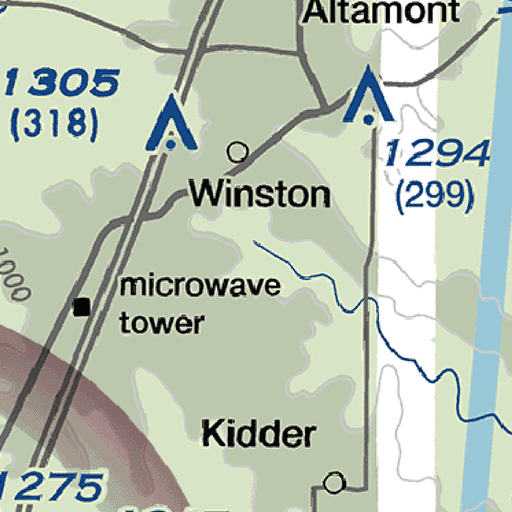 Altamont
1305
(318)
1294
(299)
Winston
1000
microwave
tower
Kidder
1275